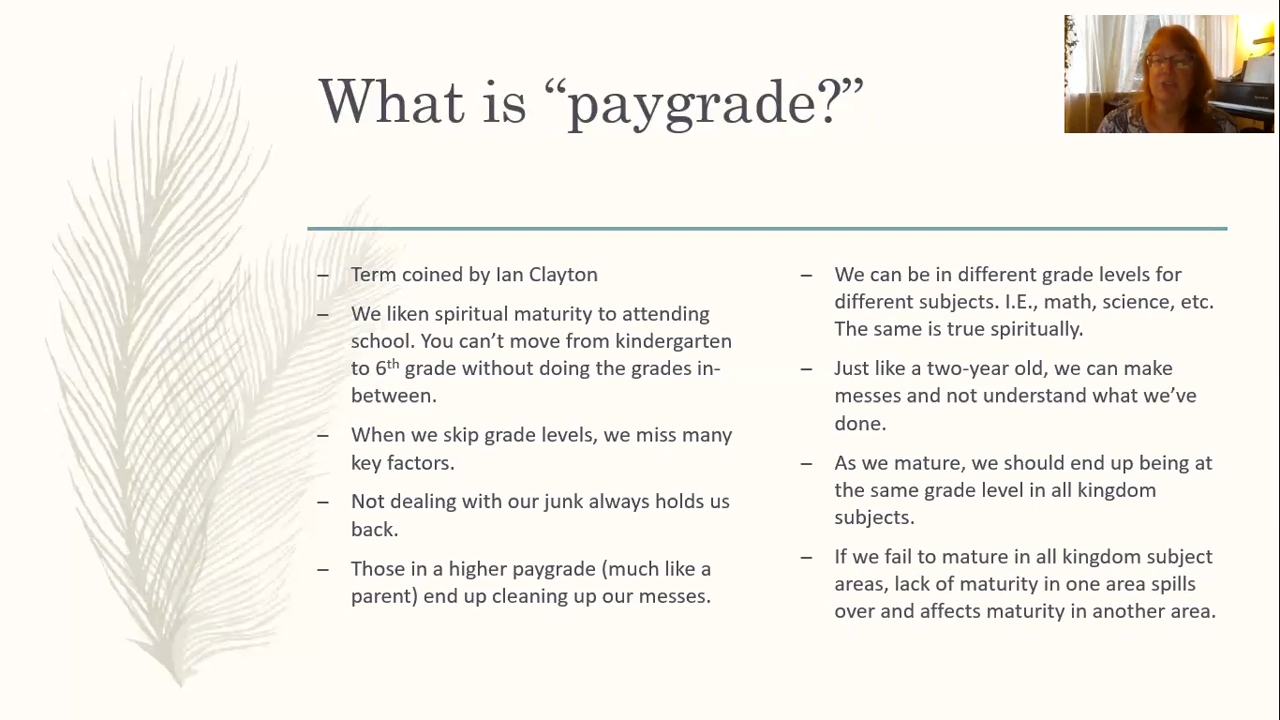 What is “paygrade?”
– Term coined by Ian Clayton
– We liken spiritual maturity to attending
school. You can’t move from kindergarten
to 6th grade without doing the grades in-
between.
– When we skip grade levels, we miss many
key factors.
– Not dealing with our junk always holds us
back.
– Those in a higher paygrade (much like a
parent) end up cleaning up our messes.
– We can be in different grade levels for
different subjects. I.E., math, science, etc.
The same is true spiritually.
– Just like a two-year old, we can make
messes and not understand what we’ve
done.
– As we mature, we should end up being at
the same grade level in all kingdom
subjects.
– If we fail to mature in all kingdom subject
areas, lack of maturity in one area spills
over and affects maturity in another area.